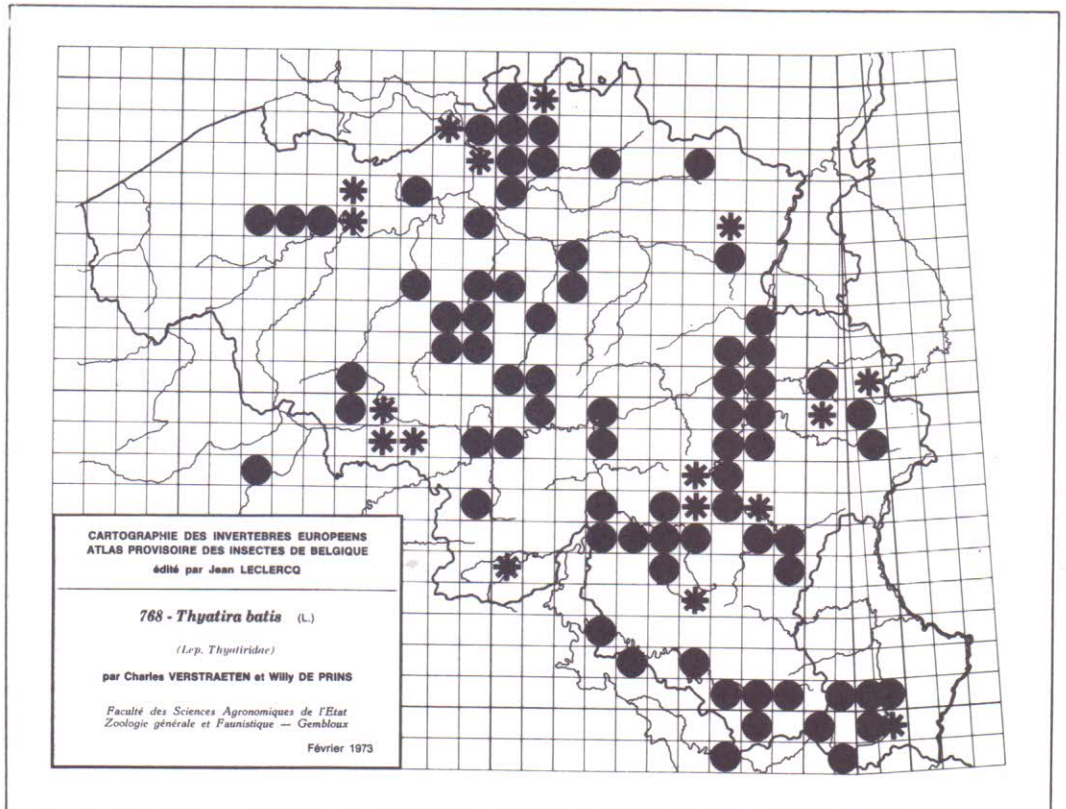 CARTOGRAPHIE DES INVERTEBRES EUROPEENS
ATLAS PROVISOIRE DES INSECTES DE BELGIQUE
édité par Jean LECLERCQ
768 - Thyatira batis (L.)
(Lep. Thyatiridae)
par Charles VERSTRAETEN et Willy DE PRINS
Faculté des Sciences Agronomiques de l'Etat
Zoologie générale et Faunistique — Gembloux
Février 1973